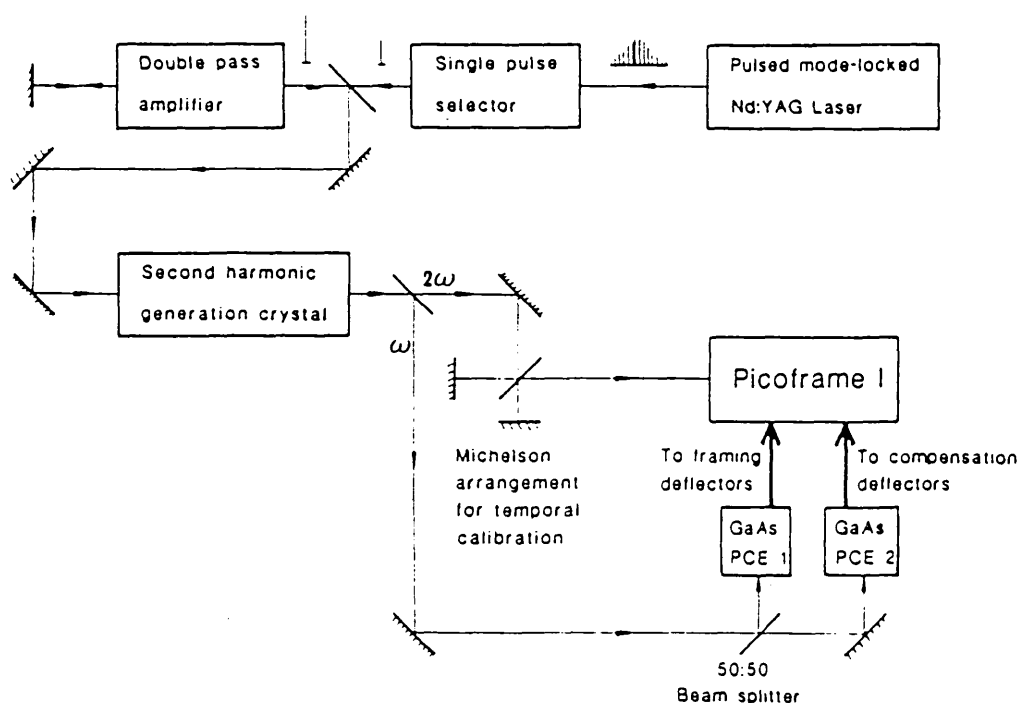 Double pass
amplifier
Single pulse
selector
Pulsed mode-locked
Nd:YAG Laser
Second harmonic
generation crystal
2ω
ω
Picoframe I
Michelson
arrangement
for temporal
calibration
To framing
deflectors
To compensation
deflectors
GaAs
PCE 1
GaAs
PCE 2
50:50
Beam splitter